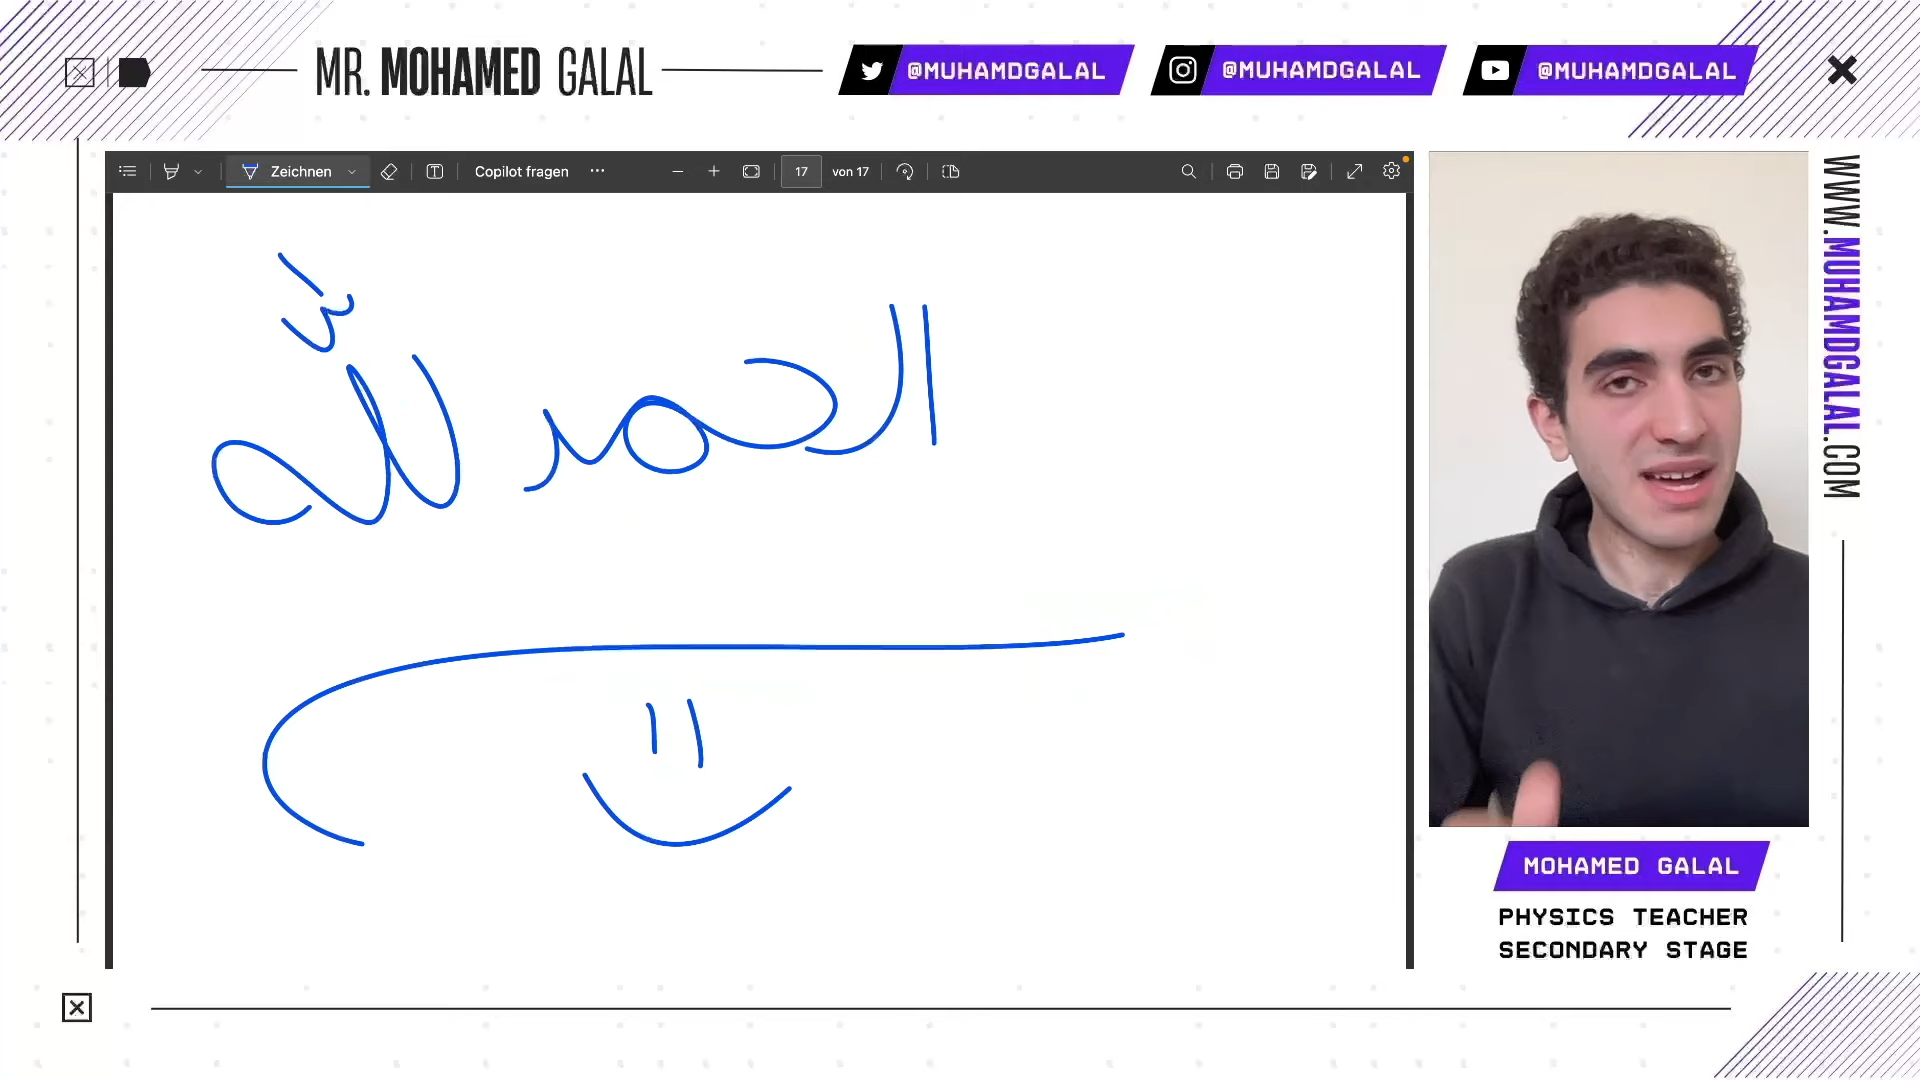 MR. MOHAMED GALAL
@MUHAMDGALAL
@MUHAMDGALAL
@MUHAMDGALAL
Zeichnen
Copilot fragen
17 von 17
الحمد للّه
WWW.MUHAMDGALAL.COM
MOHAMED GALAL
PHYSICS TEACHER
SECONDARY STAGE